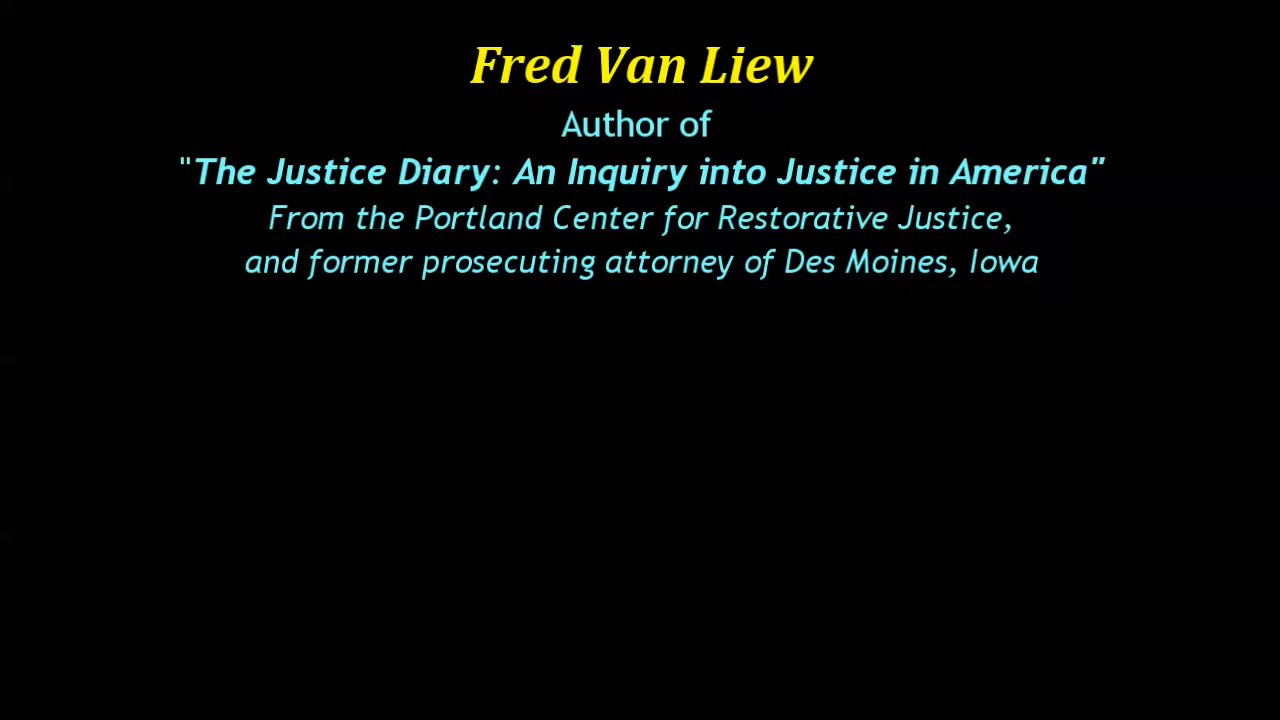 Fred Van Liew
Author of
"The Justice Diary: An Inquiry into Justice in America"
From the Portland Center for Restorative Justice,
and former prosecuting attorney of Des Moines, Iowa